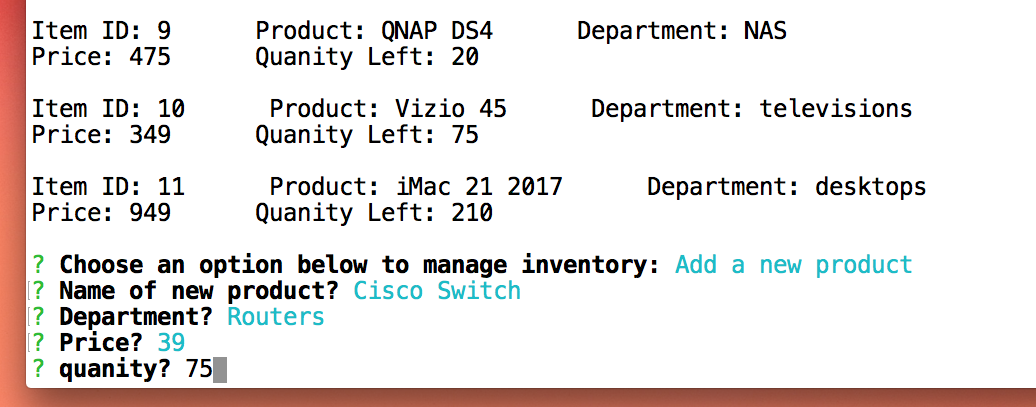 Item ID: 9      Product: QNAP DS4      Department: NAS
Price: 475      Quanity Left: 20
Item ID: 10      Product: Vizio 45      Department: televisions
Price: 349      Quanity Left: 75
Item ID: 11      Product: iMac 21 2017      Department: desktops
Price: 949      Quanity Left: 210
? Choose an option below to manage inventory: Add a new product
[? Name of new product? Cisco Switch
[? Department? Routers
[? Price? 39
? quanity? 75